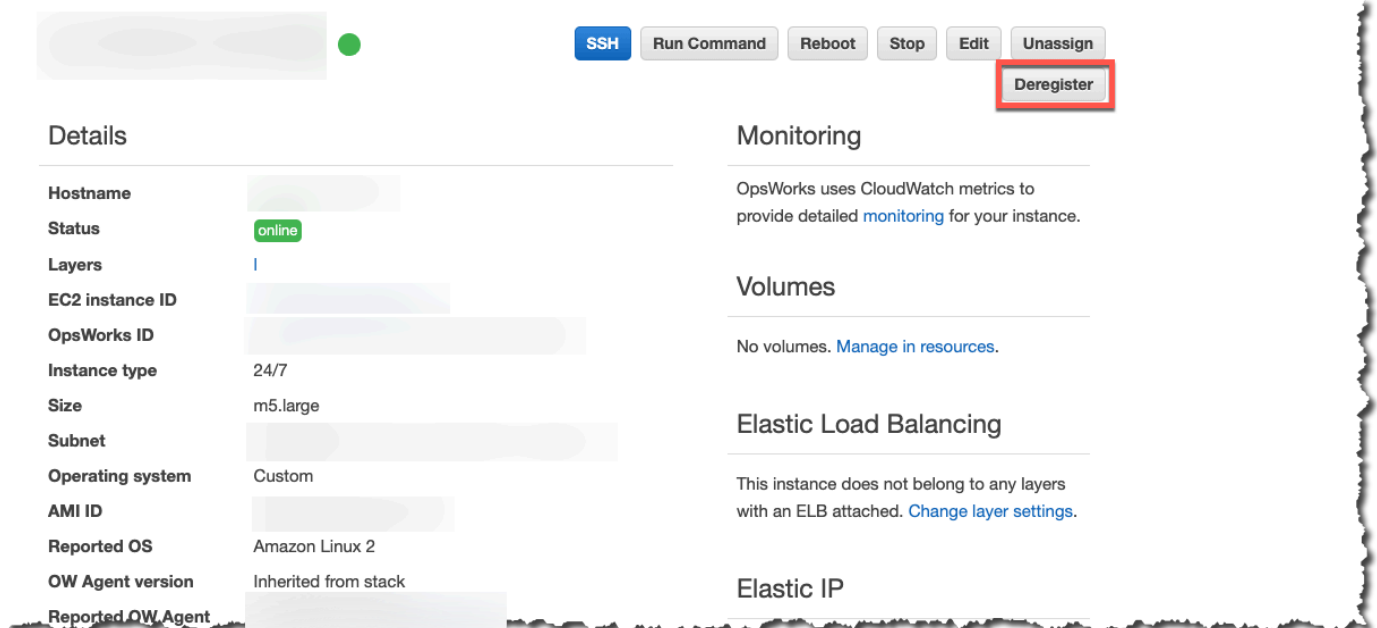 SSH Run Command Reboot Stop Edit Unassign
Deregister
Details
Hostname
Status online
Layers l
EC2 instance ID
OpsWorks ID
Instance type 24/7
Size m5.large
Subnet
Operating system Custom
AMI ID
Reported OS Amazon Linux 2
OW Agent version Inherited from stack
Reported OW Agent
Monitoring
OpsWorks uses CloudWatch metrics to
provide detailed monitoring for your instance.
Volumes
No volumes. Manage in resources.
Elastic Load Balancing
This instance does not belong to any layers
with an ELB attached. Change layer settings.
Elastic IP